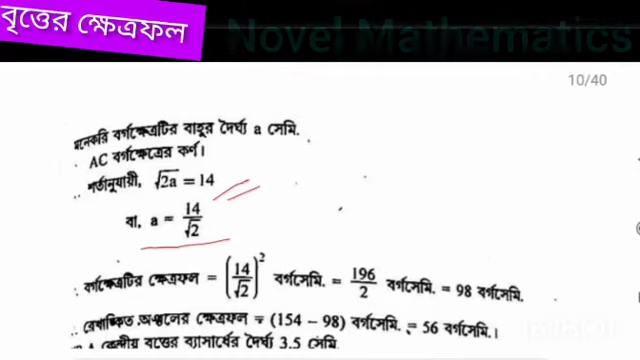 বৃত্তের ক্ষেত্রফল
Novel Mathematics
10/40
মনেকরি বর্গক্ষেত্রটির বাহুর দৈর্ঘ্য a সেমি.
AC বর্গক্ষেত্রের কর্ণ।
∴ শর্তানুযায়ী, √2a = 14
বা, a = 14/√2
∴ বর্গক্ষেত্রটির ক্ষেত্রফল = (14/√2)² বর্গসেমি. = 196/2 বর্গসেমি. = 98 বর্গসেমি.
∴ রেখাঙ্কিত অঞ্চলের ক্ষেত্রফল = (154 − 98) বর্গসেমি. = 56 বর্গসেমি।
A কেন্দ্রীয় বৃত্তের ব্যাসার্ধের দৈর্ঘ্য 3.5 সেমি.